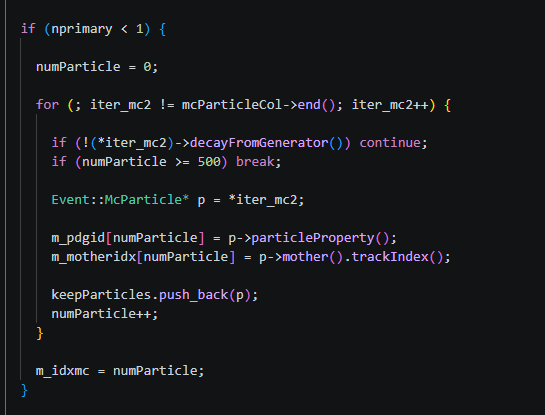 if (nprimary < 1) {
numParticle = 0;
for (; iter_mc2 != mcParticleCol->end(); iter_mc2++) {
if (!(*iter_mc2)->decayFromGenerator()) continue;
if (numParticle >= 500) break;
Event::McParticle* p = *iter_mc2;
m_pdgid[numParticle] = p->particleProperty();
m_motheridx[numParticle] = p->mother().trackIndex();
keepParticles.push_back(p);
numParticle++;
}
m_idxmc = numParticle;
}